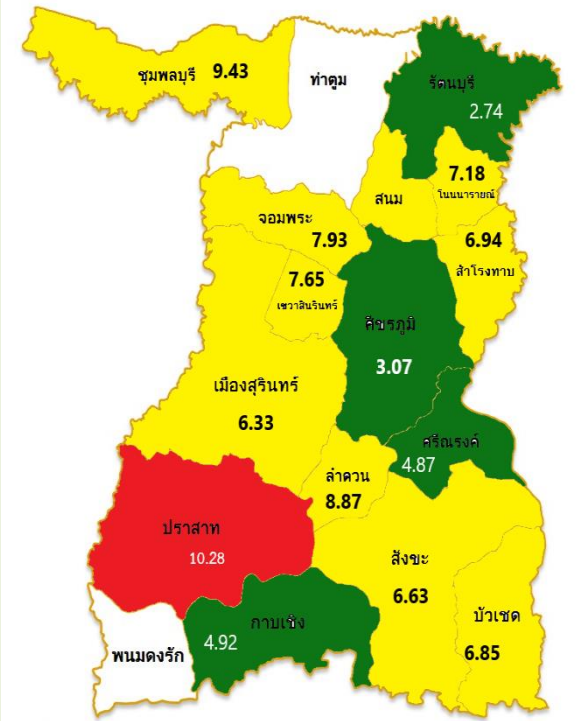 ชุมพลบุรี 9.43
ท่าตูม
รัตนบุรี
2.74
7.18
โนนนารายณ์
สนม
จอมพระ
7.93
6.94
สำโรงทาบ
7.65
เขวาสินรินทร์
ศีขรภูมิ
3.07
เมืองสุรินทร์
6.33
ศรีณรงค์
4.87
ลำดวน
8.87
ปราสาท
10.28
สังขะ
6.63
บัวเชด
6.85
กาบเชิง
4.92
พนมดงรัก